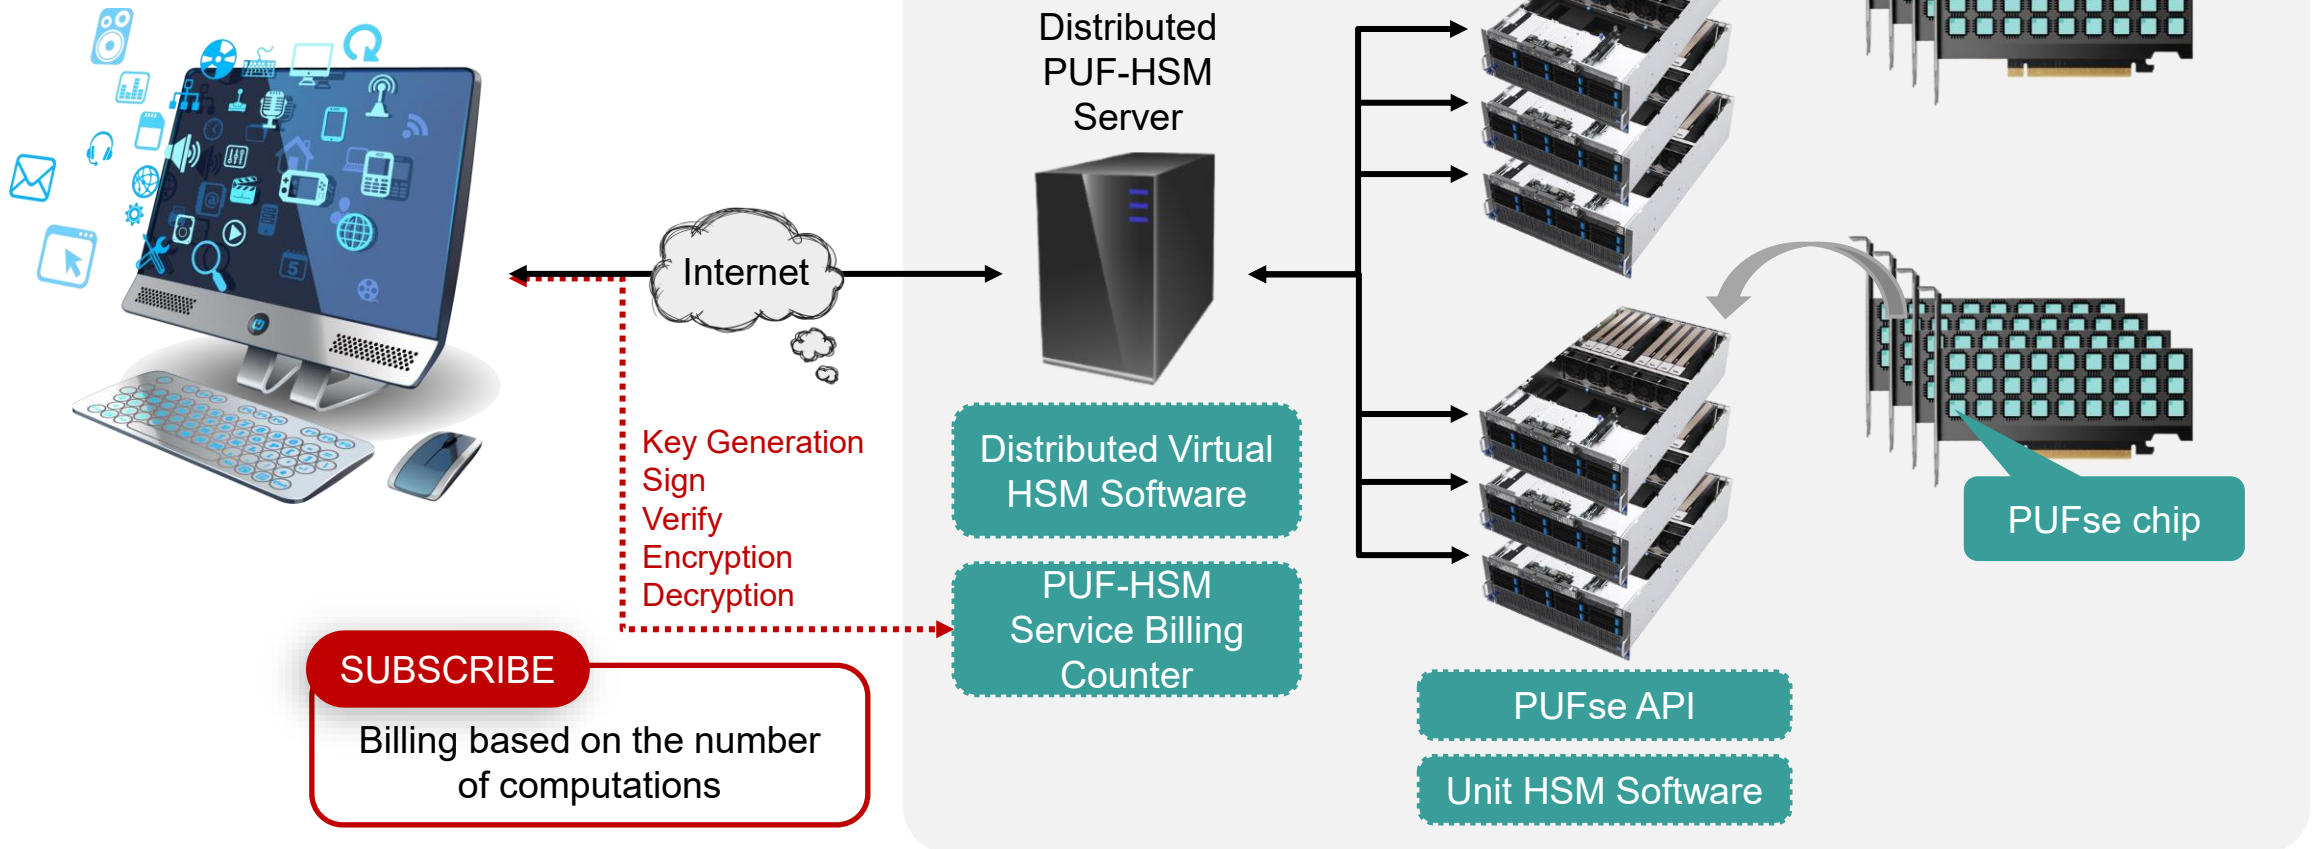 Distributed
PUF-HSM
Server
Internet
Key Generation
Sign
Verify
Encryption
Decryption
Distributed Virtual
HSM Software
PUF-HSM
Service Billing
Counter
PUFse chip
SUBSCRIBE
Billing based on the number
of computations
PUFse API
Unit HSM Software